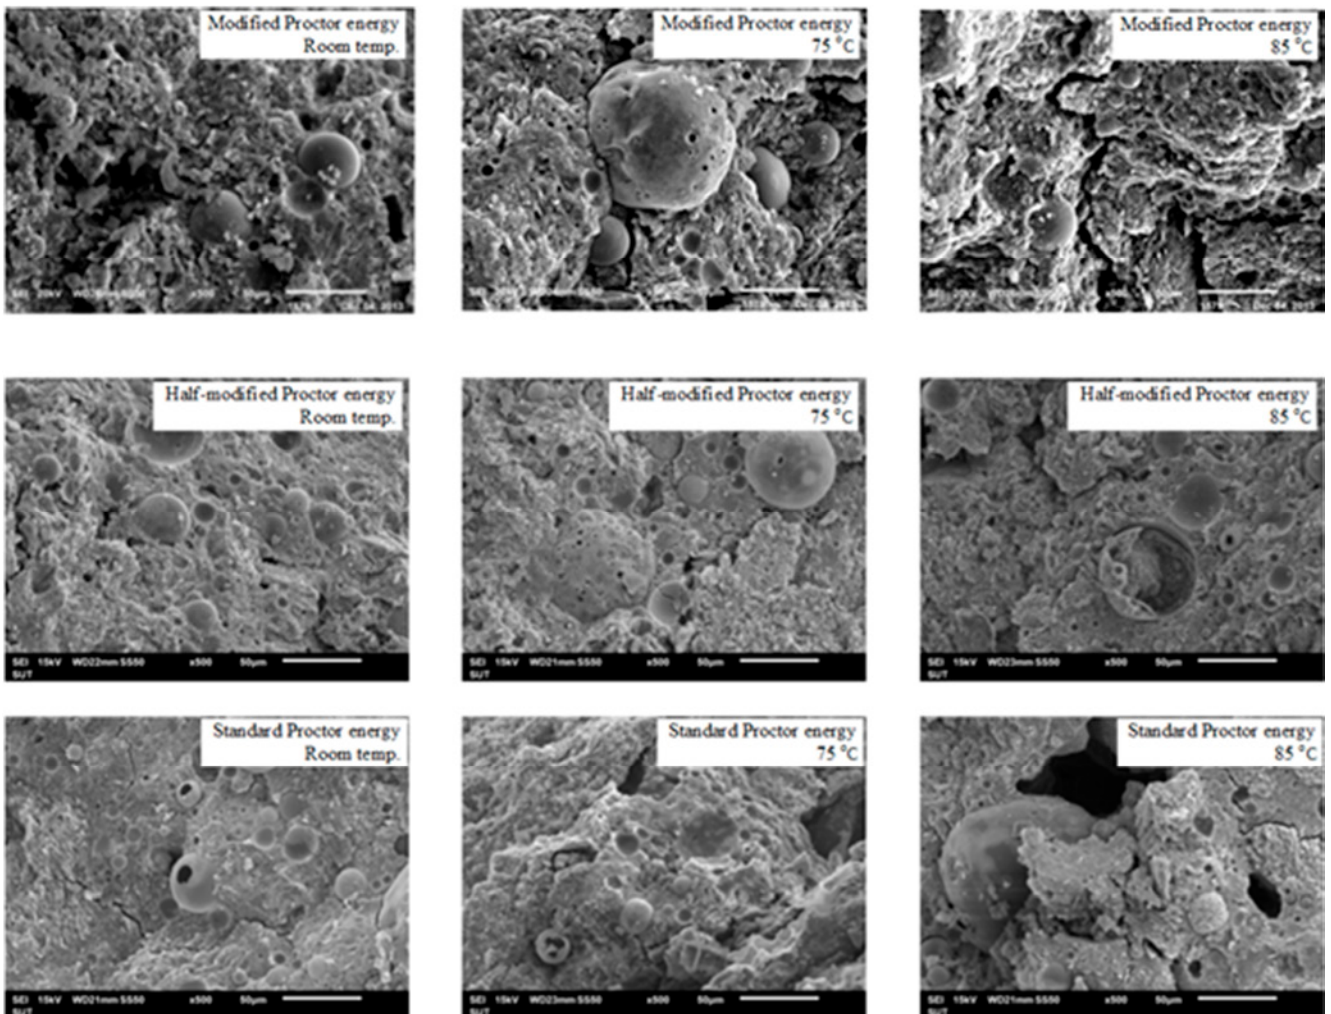 Modified Proctor energy
Room temp.
Modified Proctor energy
75 °C
Modified Proctor energy
85 °C
SEI 20kV x500 50µm
Half-modified Proctor energy
Room temp.
Half-modified Proctor energy
75 °C
Half-modified Proctor energy
85 °C
SEI 15kV WD22mm SS50 x500 50µm
SUT
SEI 15kV WD21mm SS50 x500 50µm
SUT
SEI 15kV WD23mm SS50 x500 50µm
SUT
Standard Proctor energy
Room temp.
Standard Proctor energy
75 °C
Standard Proctor energy
85 °C
SEI 15kV WD21mm SS50 x500 50µm
SUT
SEI 15kV WD23mm SS50 x500 50µm
SUT
SEI 15kV WD21mm SS50 x500 50µm
SUT